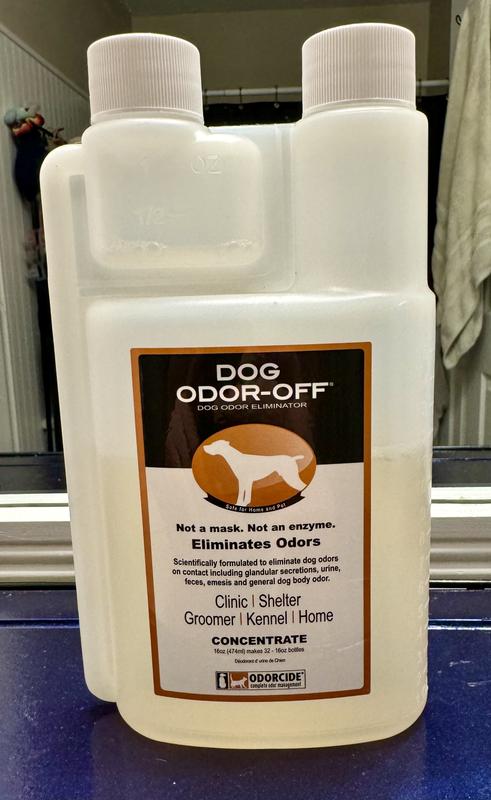 OZ
1/2
DOG
ODOR-OFF®
DOG ODOR ELIMINATOR
Safe for Home and Pet
Not a mask. Not an enzyme.
Eliminates Odors
Scientifically formulated to eliminate dog odors
on contact including glandular secretions, urine,
feces, emesis and general dog body odor.
Clinic | Shelter
Groomer | Kennel | Home
CONCENTRATE
16oz (474ml) makes 32 - 16oz bottles
Déodorant d' urine de Chien
ODORCIDE®
complete odor management